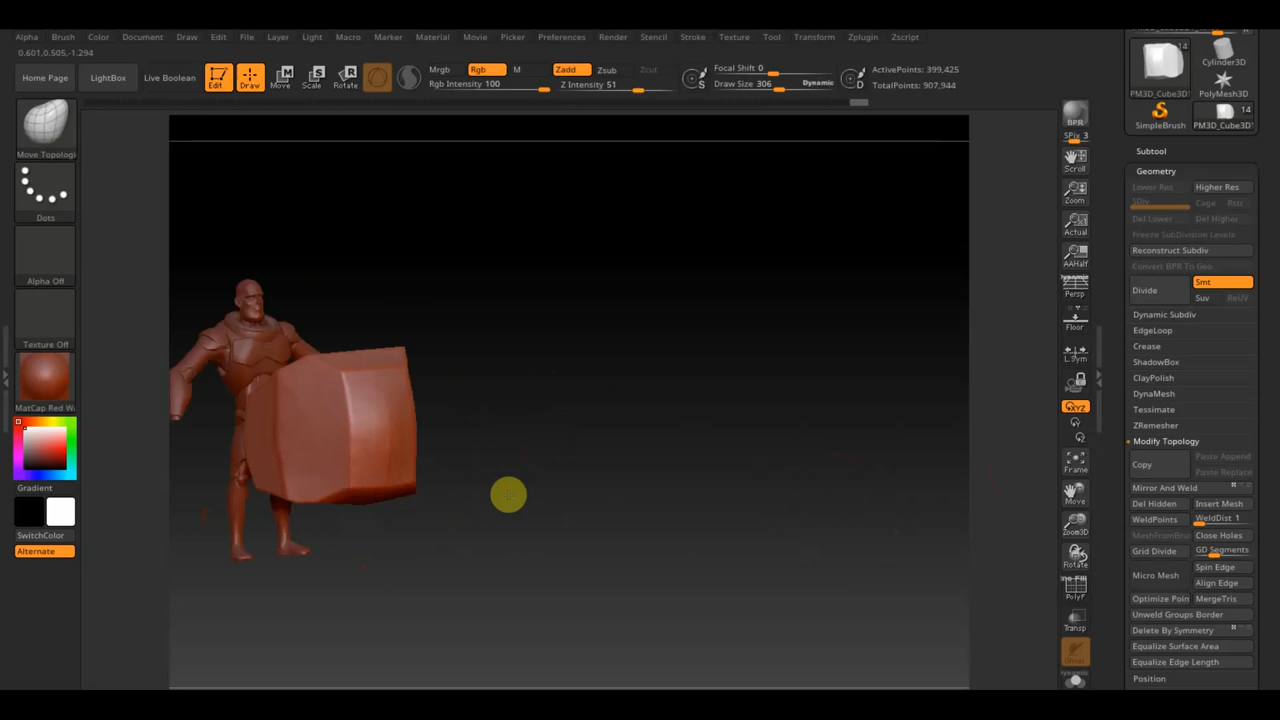 Alpha Brush Color Document Draw Edit File Layer Light Macro Marker Material Movie Picker Preferences Render Stencil Stroke Texture Tool Transform Zplugin Zscript
0.601,0.505,-1.294
Home Page
LightBox
Live Boolean
Edit
Draw
Move
Scale
Rotate
Mrgb
Rgb
M
Rgb Intensity 100
Zadd
Zsub
Zcut
Z Intensity 51
S
Focal Shift 0
Draw Size 306
Dynamic
D
ActivePoints: 399,425
TotalPoints: 907,944
Move Topologi
Dots
Alpha Off
Texture Off
MatCap Red W
Gradient
SwitchColor
Alternate
BPR
SPix 3
Scroll
Zoom
Actual
AAHalf
Persp
Floor
L.Sym
XYZ
Y
Z
Frame
Move
Zoom3D
Rotate
PolyF
Transp
14
PM3D_Cube3D
Cylinder3D
PolyMesh3D
SimpleBrush
14
PM3D_Cube3D
Subtool
Geometry
Lower Res Higher Res
SDiv Cage Rstr
Del Lower Del Higher
Freeze SubDivision Levels
Reconstruct Subdiv
Convert BPR To Geo
Divide
Smt
Suv ReUV
Dynamic Subdiv
EdgeLoop
Crease
ShadowBox
ClayPolish
DynaMesh
Tessimate
ZRemesher
Modify Topology
Copy
Paste Append
Paste Replace
Mirror And Weld
Del Hidden Insert Mesh
WeldPoints WeldDist 1
MeshFromBru Close Holes
Grid Divide GD Segments
Micro Mesh
Spin Edge
Align Edge
Optimize Poin MergeTris
Unweld Groups Border
Delete By Symmetry
Equalize Surface Area
Equalize Edge Length
Position